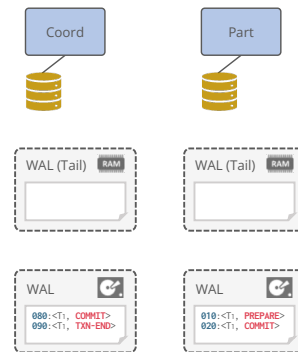 Coord Part
WAL (Tail) RAM WAL (Tail) RAM
WAL WAL
080:<T1, COMMIT> 010:<T1, PREPARE>
090:<T1, TXN-END> 020:<T1, COMMIT>